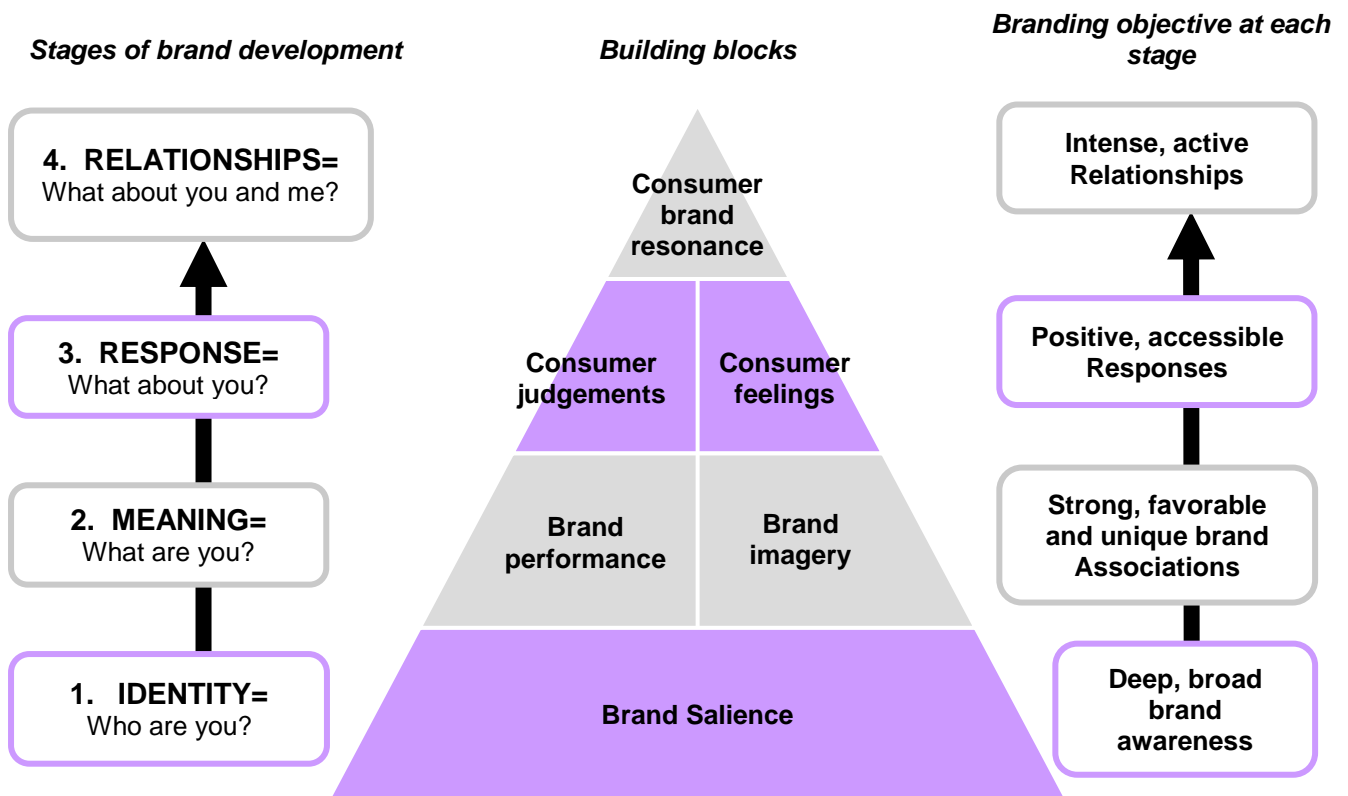 Stages of brand development
Building blocks
Branding objective at each
stage
4. RELATIONSHIPS=
What about you and me?
Consumer
brand
resonance
Intense, active
Relationships
3. RESPONSE=
What about you?
Consumer
judgements
Consumer
feelings
Positive, accessible
Responses
2. MEANING=
What are you?
Brand
performance
Brand
imagery
Strong, favorable
and unique brand
Associations
1. IDENTITY=
Who are you?
Brand Salience
Deep, broad
brand
awareness